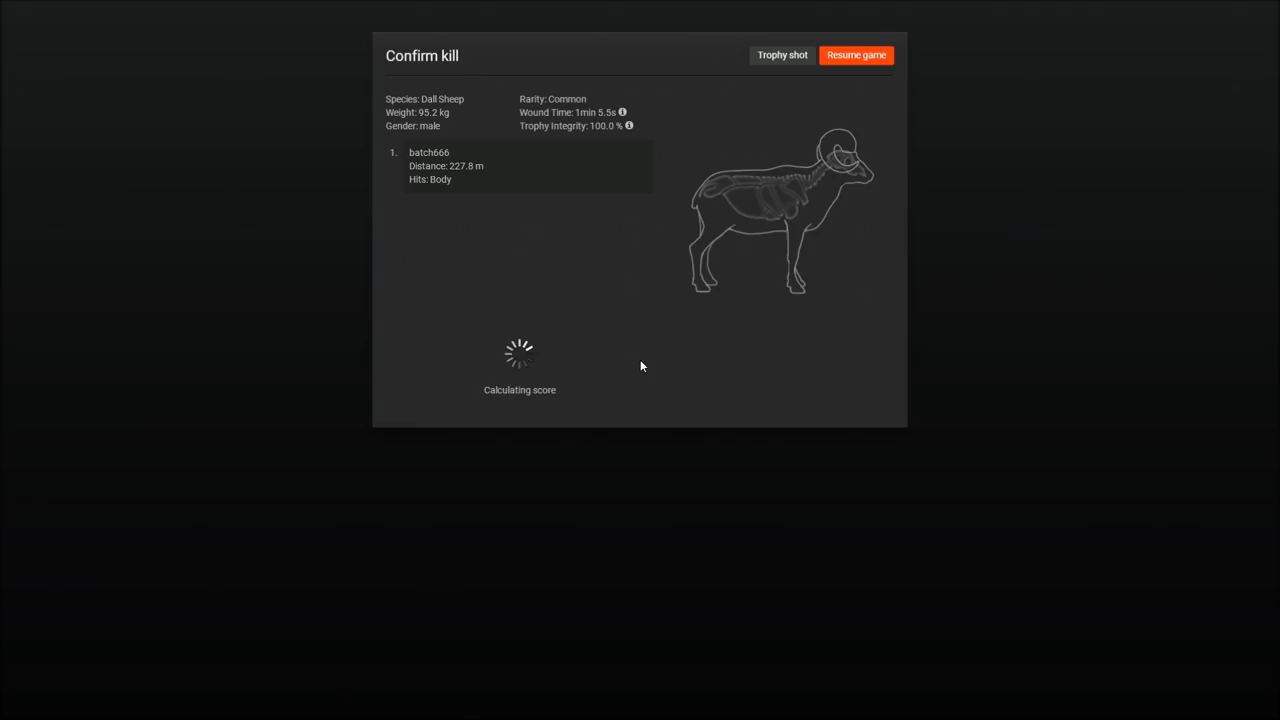 Confirm kill
Trophy shot
Resume game
Species: Dall Sheep
Weight: 95.2 kg
Gender: male
Rarity: Common
Wound Time: 1min 5.5s
Trophy Integrity: 100.0 %
1. batch666
Distance: 227.8 m
Hits: Body
Calculating score